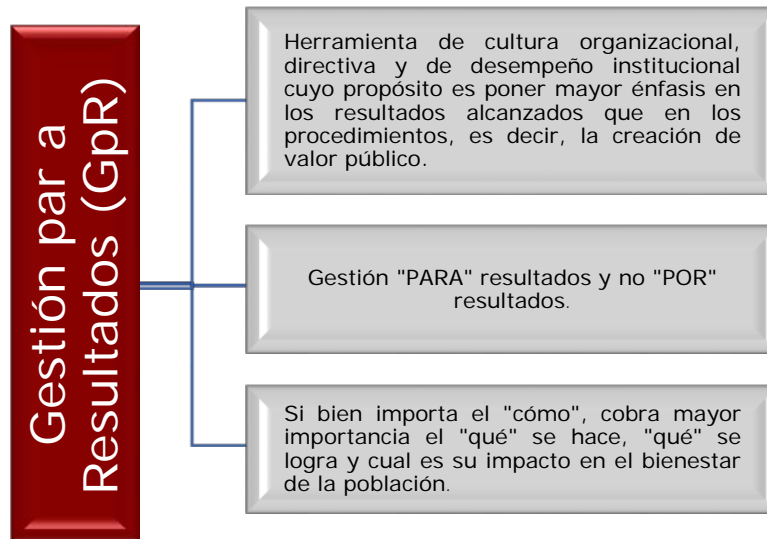 Gestión par a
Resultados (GpR)
Herramienta de cultura organizacional,
directiva y de desempeño institucional
cuyo propósito es poner mayor énfasis en
los resultados alcanzados que en los
procedimientos, es decir, la creación de
valor público.
Gestión "PARA" resultados y no "POR"
resultados.
Si bien importa el "cómo", cobra mayor
importancia el "qué" se hace, "qué" se
logra y cual es su impacto en el bienestar
de la población.